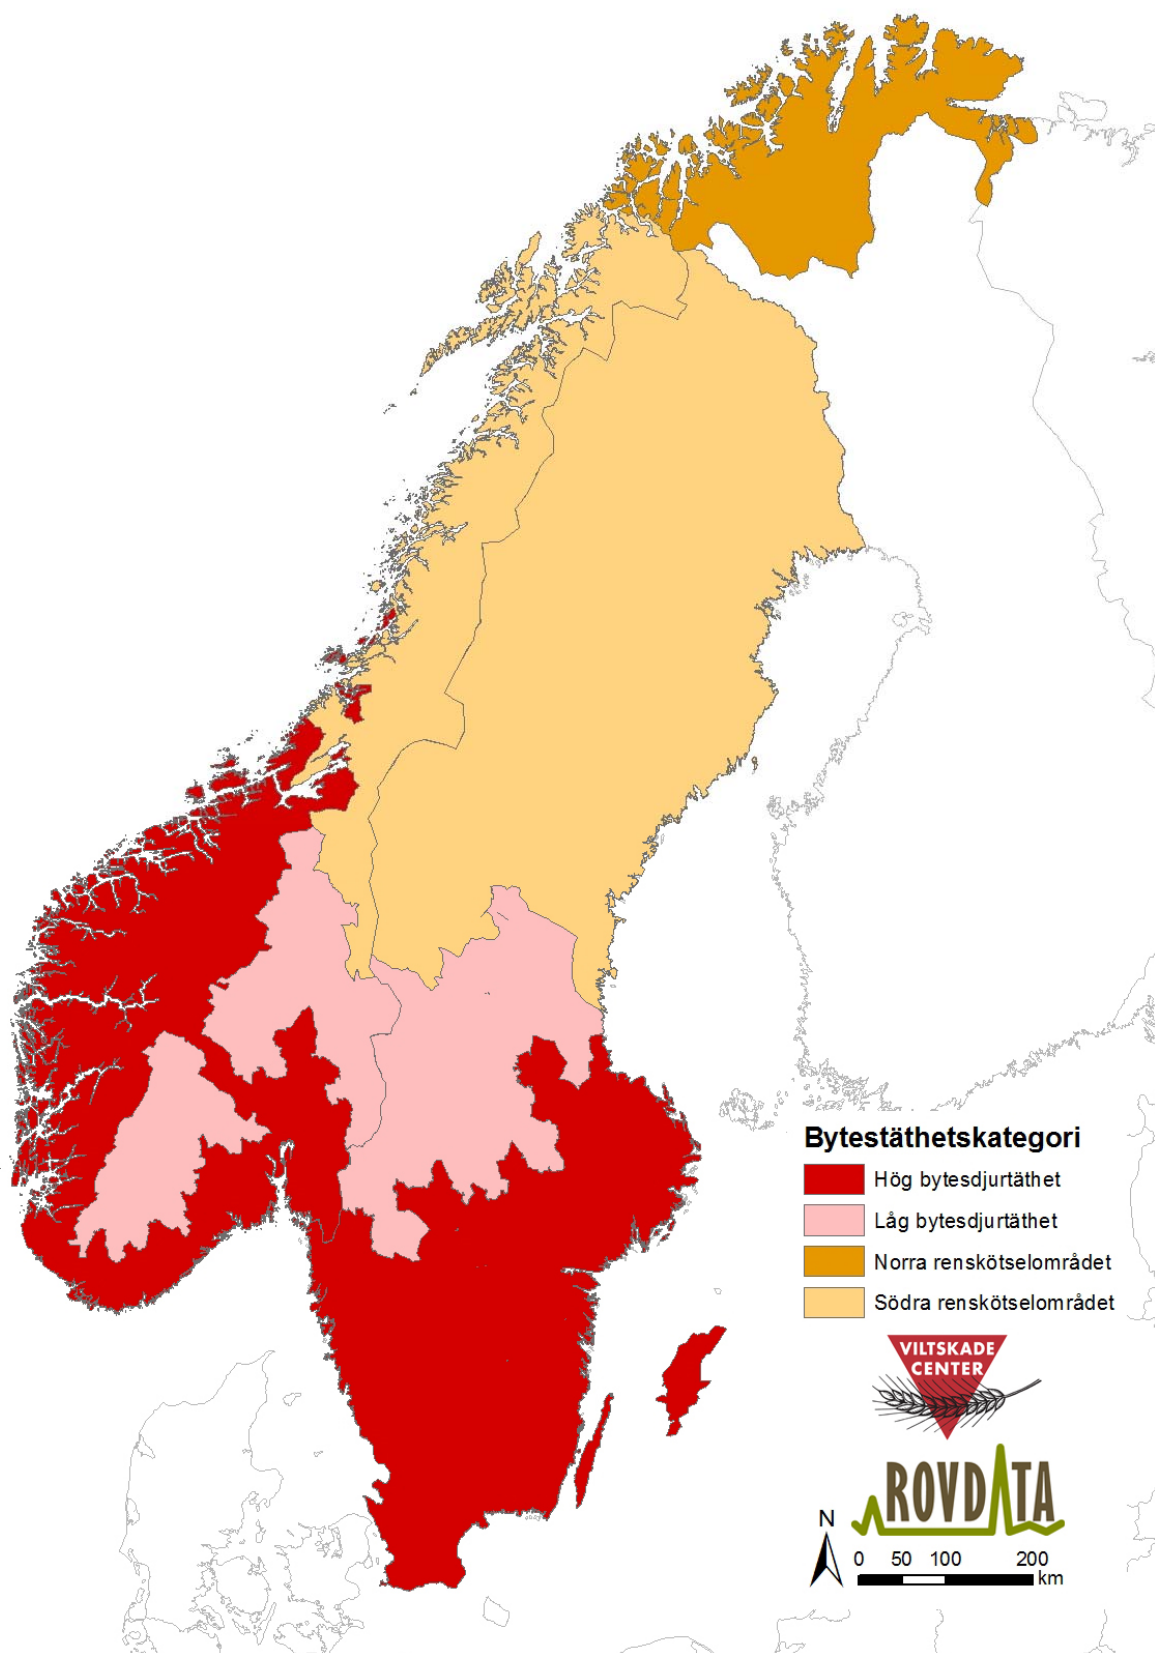 Bytestäthetskategori
Hög bytesdjurtäthet
Låg bytesdjurtäthet
Norra renskötselområdet
Södra renskötselområdet
VILTSKADE
CENTER
ROVDATA
N
0 50 100 200
km